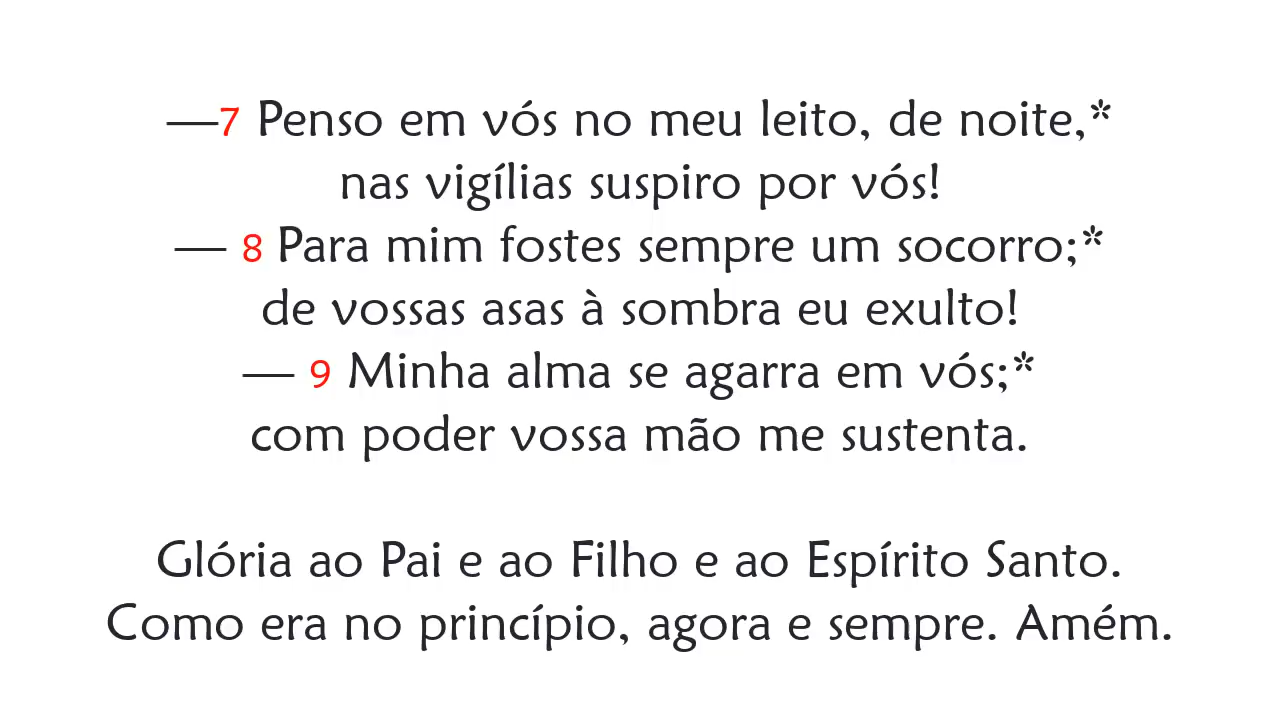 —7 Penso em vós no meu leito, de noite,*
nas vigílias suspiro por vós!
— 8 Para mim fostes sempre um socorro;*
de vossas asas à sombra eu exulto!
— 9 Minha alma se agarra em vós;*
com poder vossa mão me sustenta.
Glória ao Pai e ao Filho e ao Espírito Santo.
Como era no princípio, agora e sempre. Amém.